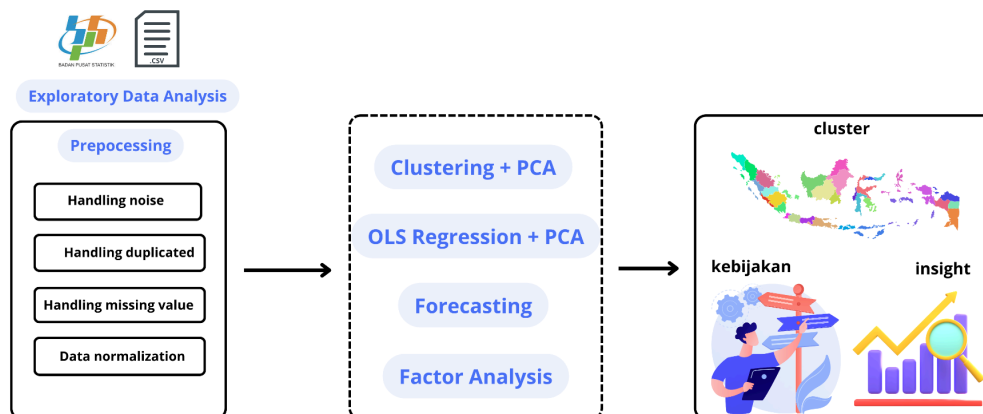 BADAN PUSAT STATISTIK
.CSV
Exploratory Data Analysis
Prepocessing
Handling noise
Handling duplicated
Handling missing value
Data normalization
Clustering + PCA
OLS Regression + PCA
Forecasting
Factor Analysis
cluster
kebijakan
insight